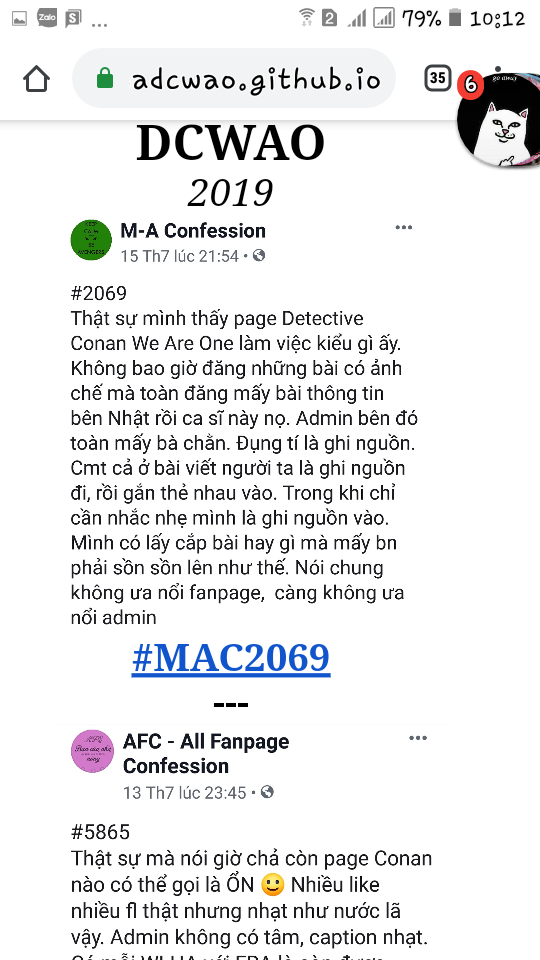 Zalo
S
...
2
79%
10:12
adcwao.github.io
35
6
go away
DCWAO
2019
M-A Confession
...
15 Th7 lúc 21:54 •
#2069
Thật sự mình thấy page Detective
Conan We Are One làm việc kiểu gì ấy.
Không bao giờ đăng những bài có ảnh
chế mà toàn đăng mấy bài thông tin
bên Nhật rồi ca sĩ này nọ. Admin bên đó
toàn mấy bà chằn. Đụng tí là ghi nguồn.
Cmt cả ở bài viết người ta là ghi nguồn
đi, rồi gắn thẻ nhau vào. Trong khi chỉ
cần nhắc nhẹ mình là ghi nguồn vào.
Mình có lấy cắp bài hay gì mà mấy bn
phải sồn sồn lên như thế. Nói chung
không ưa nổi fanpage, càng không ưa
nổi admin
#MAC2069
---
AFC - All Fanpage
Confession
...
13 Th7 lúc 23:45 •
#5865
Thật sự mà nói giờ chả còn page Conan
nào có thể gọi là ỔN 🙂 Nhiều like
nhiều fl thật nhưng nhạt như nước lã
vậy. Admin không có tâm, caption nhạt.